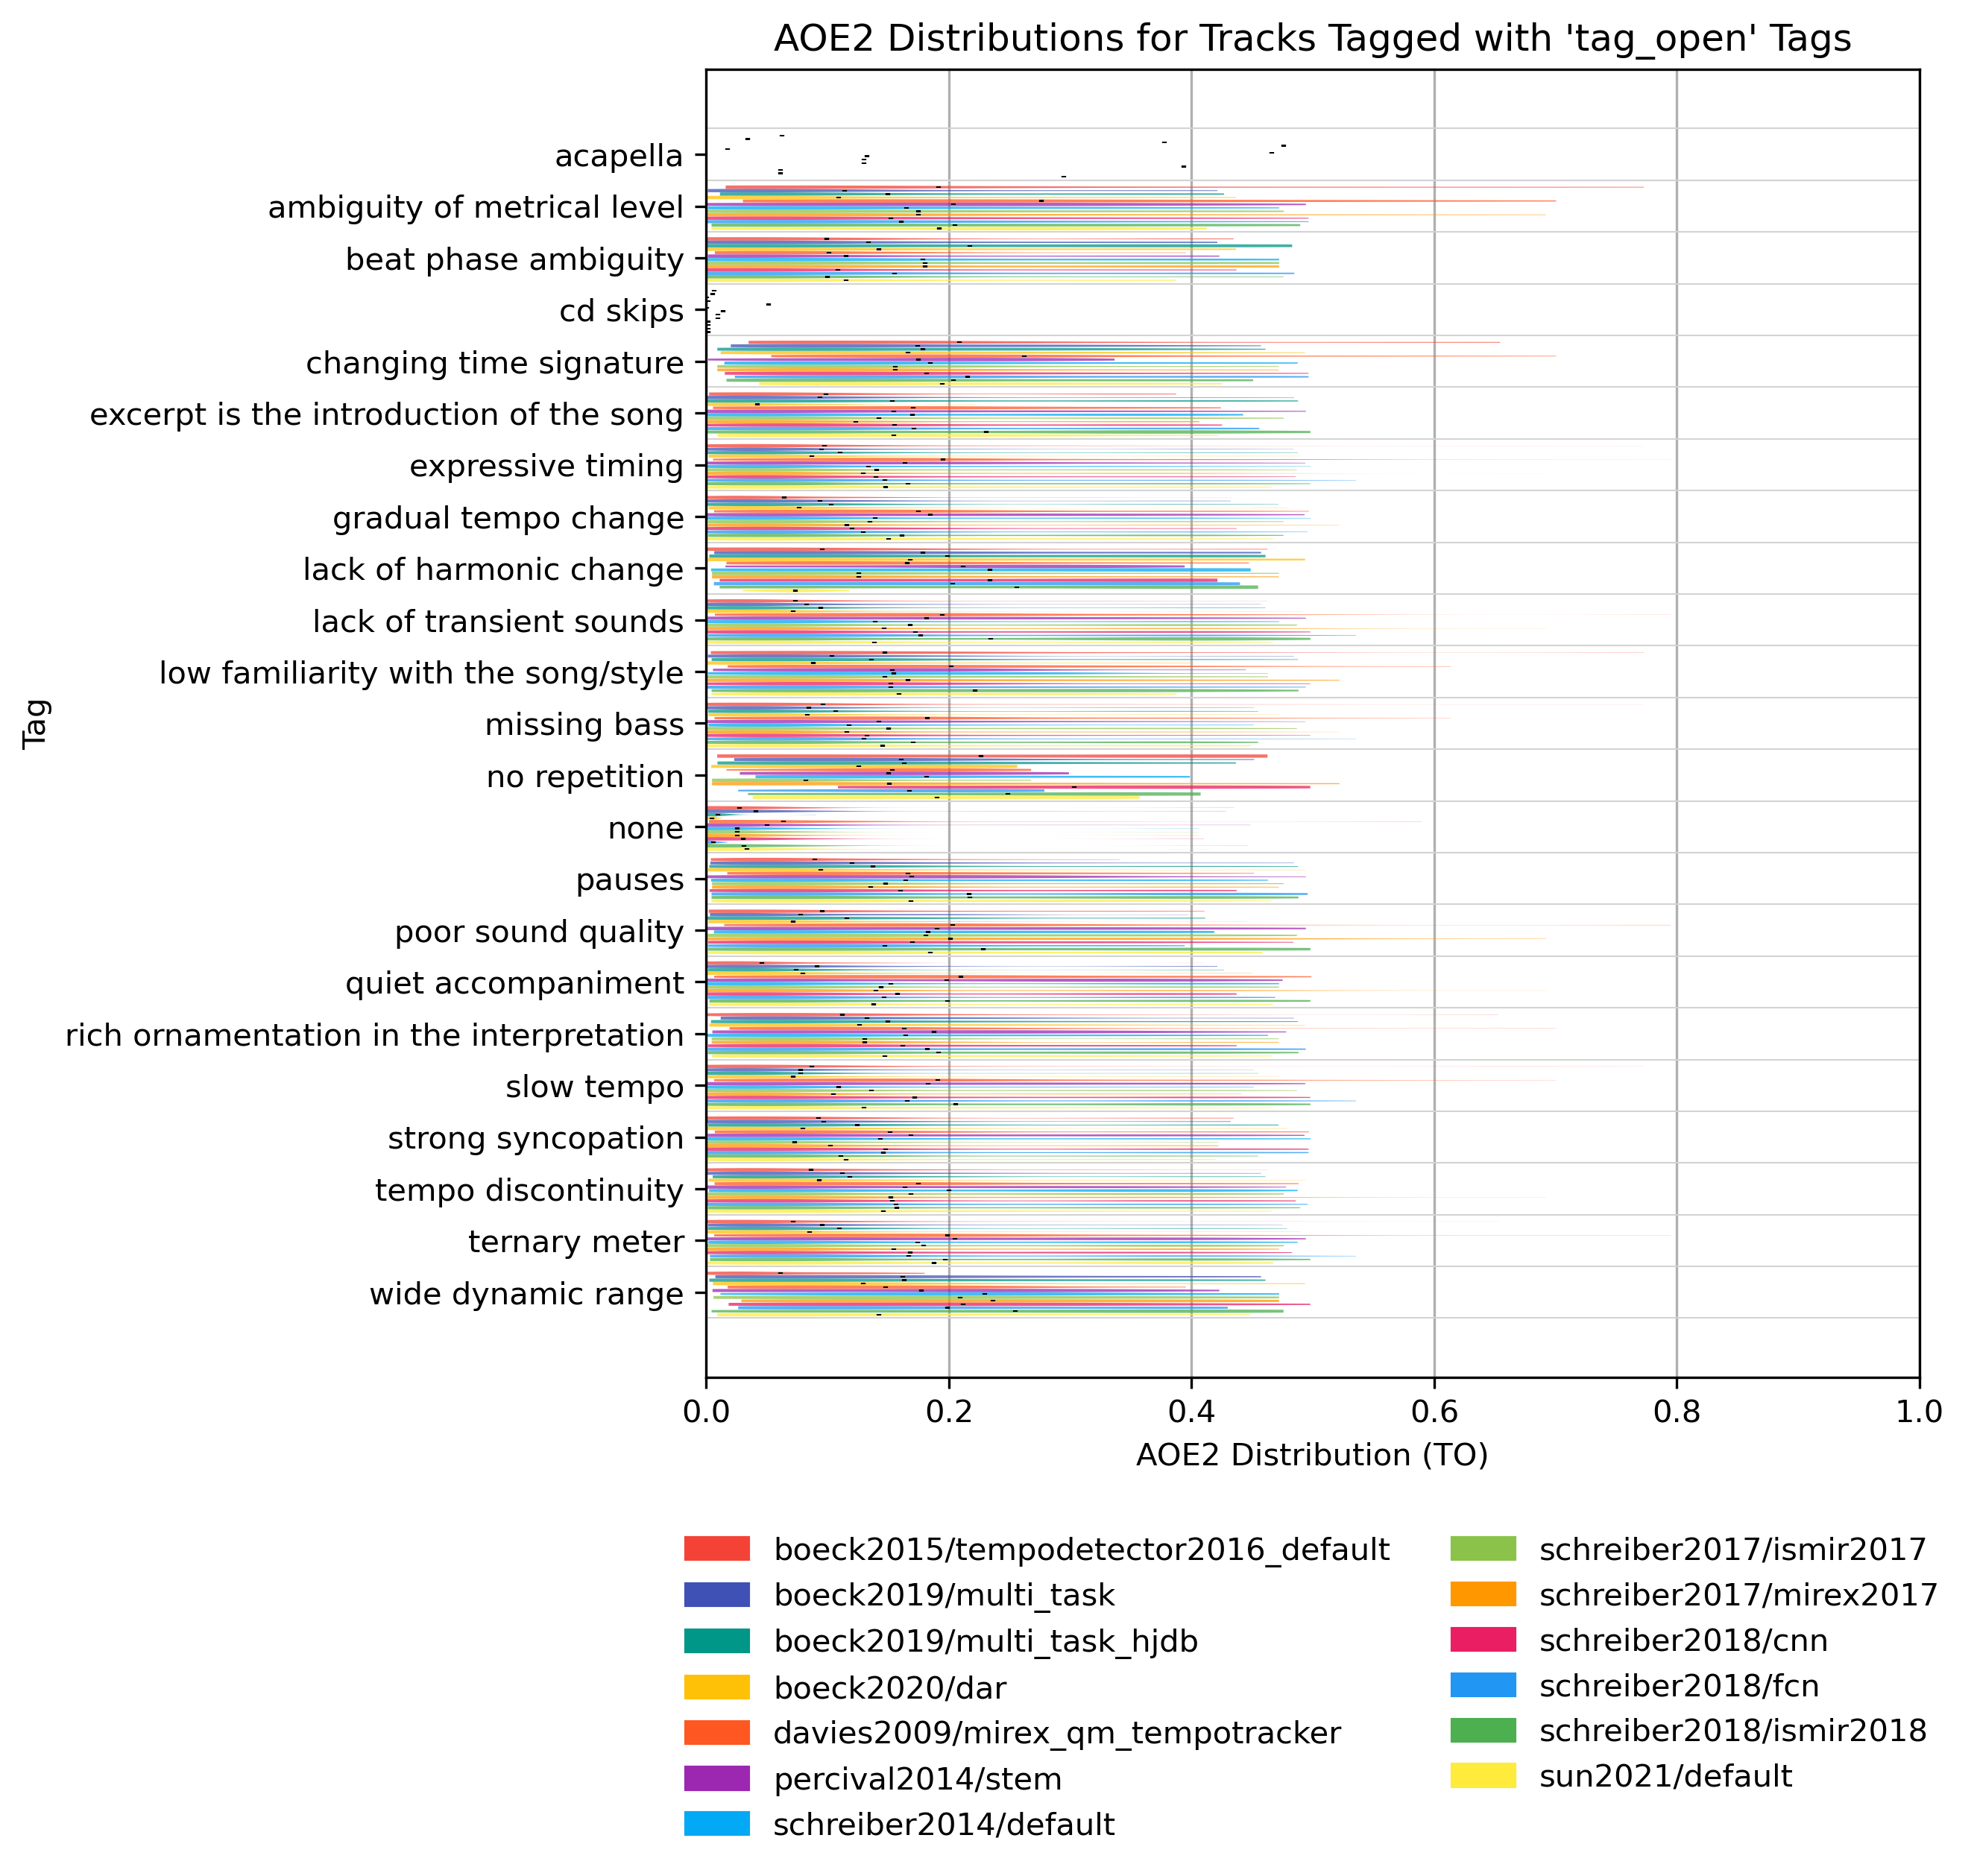 AOE2 Distributions for Tracks Tagged with 'tag_open' Tags
Tag
acapella
ambiguity of metrical level
beat phase ambiguity
cd skips
changing time signature
excerpt is the introduction of the song
expressive timing
gradual tempo change
lack of harmonic change
lack of transient sounds
low familiarity with the song/style
missing bass
no repetition
none
pauses
poor sound quality
quiet accompaniment
rich ornamentation in the interpretation
slow tempo
strong syncopation
tempo discontinuity
ternary meter
wide dynamic range
0.0 0.2 0.4 0.6 0.8 1.0
AOE2 Distribution (TO)
boeck2015/tempodetector2016_default
boeck2019/multi_task
boeck2019/multi_task_hjdb
boeck2020/dar
davies2009/mirex_qm_tempotracker
percival2014/stem
schreiber2014/default
schreiber2017/ismir2017
schreiber2017/mirex2017
schreiber2018/cnn
schreiber2018/fcn
schreiber2018/ismir2018
sun2021/default